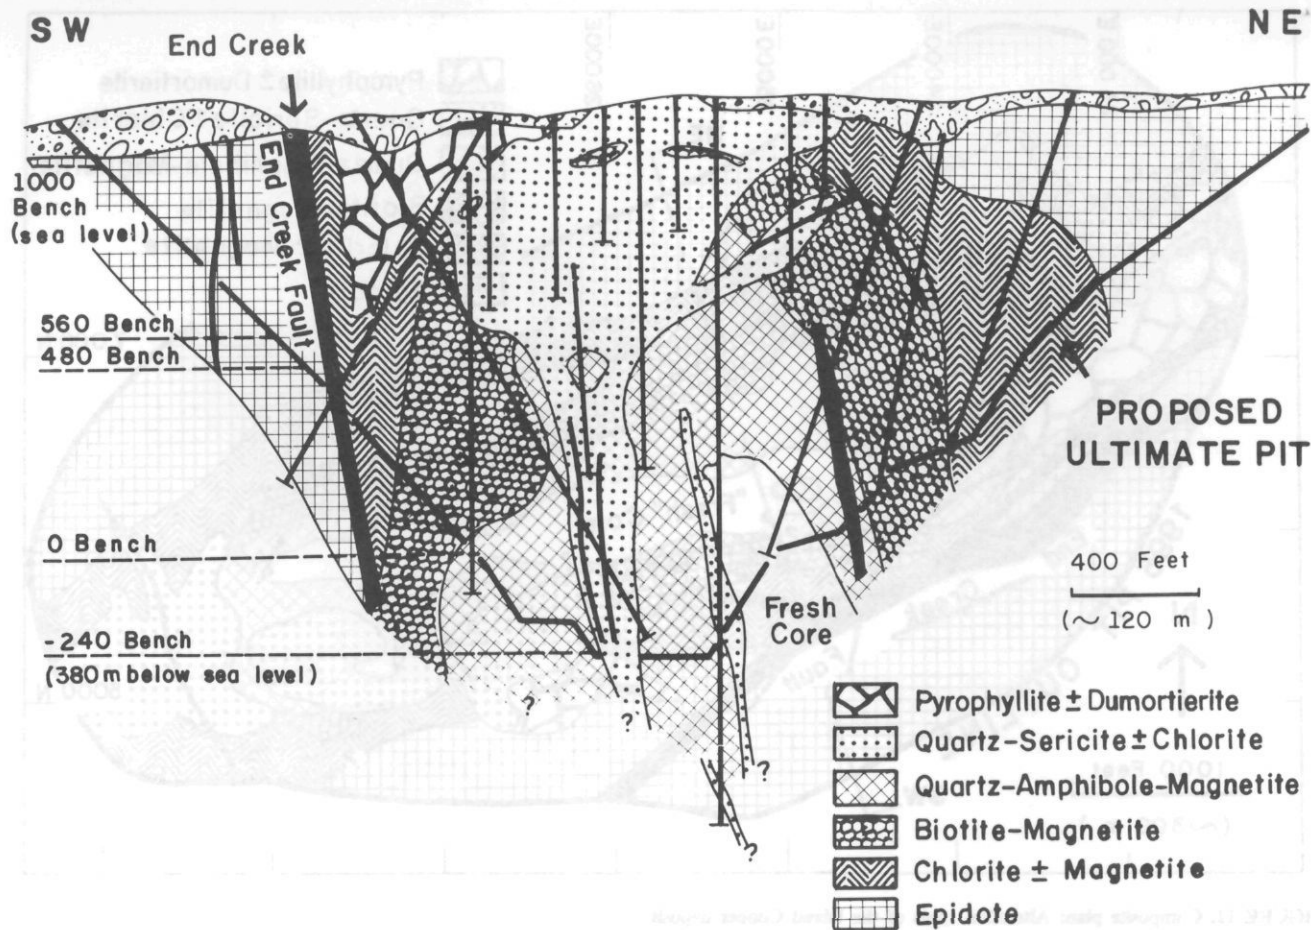 SW
NE
End Creek
End Creek Fault
1000
Bench
(sea level)
560 Bench
480 Bench
0 Bench
-240 Bench
(380m below sea level)
PROPOSED
ULTIMATE PIT
400 Feet
(~120 m)
Fresh
Core
?
?
?
?
Pyrophyllite ± Dumortierite
Quartz-Sericite ± Chlorite
Quartz-Amphibole-Magnetite
Biotite-Magnetite
Chlorite ± Magnetite
Epidote